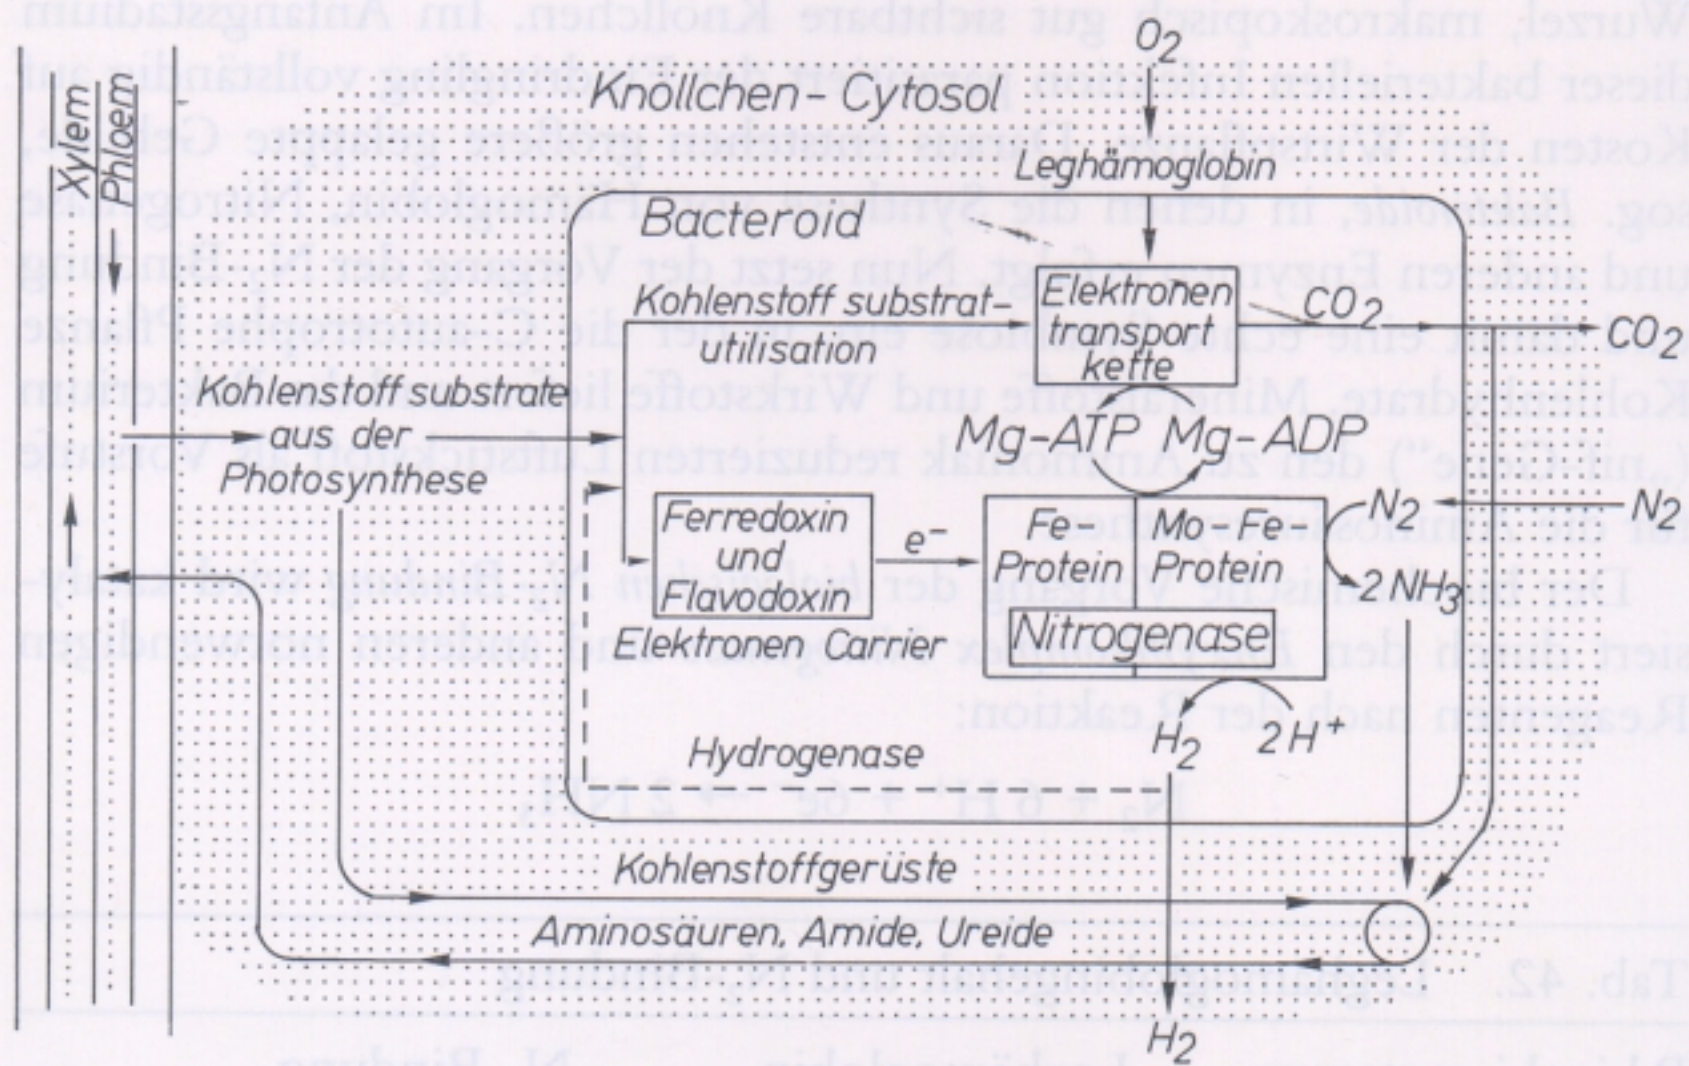 O2
Knöllchen-Cytosol
Xylem
Phloem
Leghämoglobin
Bacteroid
Kohlenstoff substrat-
utilisation
Elektronen
transport
kette
CO2
CO2
Kohlenstoff substrate
aus der
Photosynthese
Mg-ATP Mg-ADP
Ferredoxin
und
Flavodoxin
Elektronen Carrier
e-
Fe-
Protein
Mo-Fe-
Protein
Nitrogenase
N2
N2
2 NH3
H2
2H+
Hydrogenase
Kohlenstoffgerüste
Aminosäuren, Amide, Ureide
H2